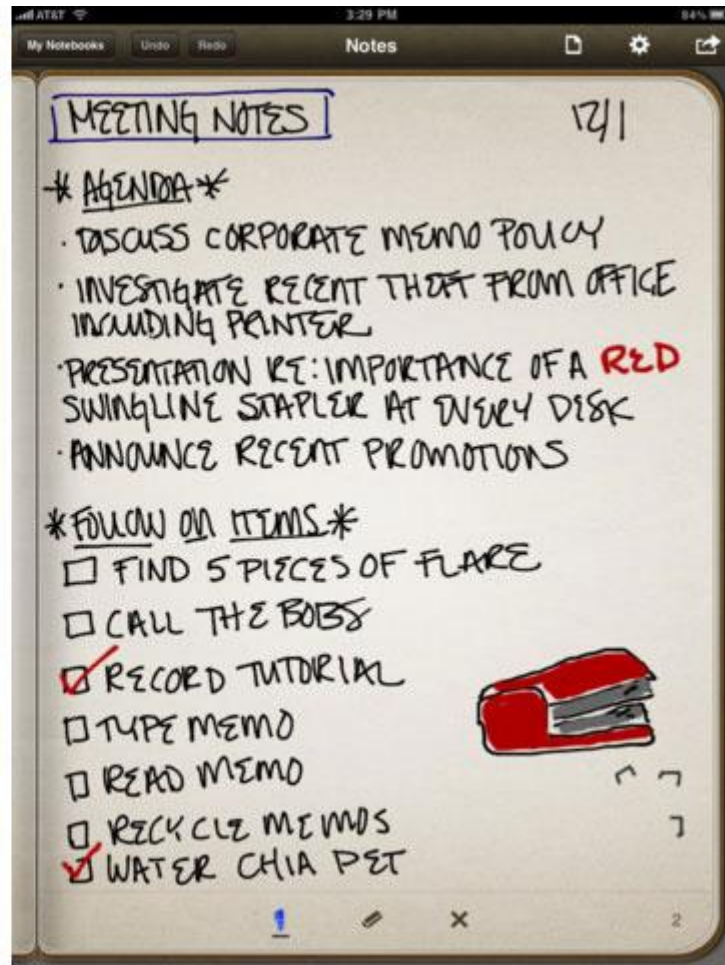 AT&T 3:29 PM 84%
My Notebooks Undo Redo Notes
MEETING NOTES 12/1
* AGENDA *
· DISCUSS CORPORATE MEMO POLICY
· INVESTIGATE RECENT THEFT FROM OFFICE
INCLUDING PRINTER
· PRESENTATION RE: IMPORTANCE OF A RED
SWINGLINE STAPLER AT EVERY DESK
· ANNOUNCE RECENT PROMOTIONS
* FOLLOW ON ITEMS *
☐ FIND 5 PIECES OF FLARE
☐ CALL THE BOBS
☑ RECORD TUTORIAL
☐ TYPE MEMO
☐ READ MEMO
☐ RECYCLE MEMOS
☑ WATER CHIA PET
2